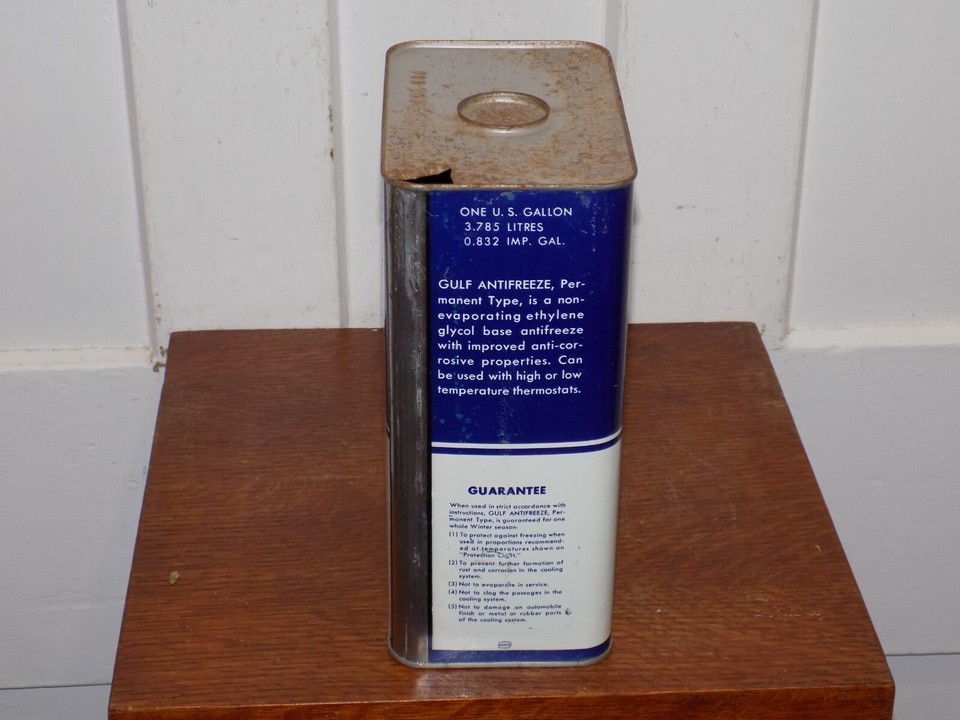 ONE U. S. GALLON
3.785 LITRES
0.832 IMP. GAL.
GULF ANTIFREEZE, Per-
manent Type, is a non-
evaporating ethylene
glycol base antifreeze
with improved anti-cor-
rosive properties. Can
be used with high or low
temperature thermostats.
GUARANTEE
When used in strict accordance with
instructions, GULF ANTIFREEZE, Per-
manent Type, is guaranteed for one
whole Winter season:
(1) To protect against freezing when
used in proportions recommend-
ed at temperatures shown on
"Protection
(2) To prevent further formation of
rust and corrosion in the cooling
system.
(3) Not to evaporate in service.
(4) Not to clog the passages in the
cooling system.
(5) Not to damage an automobile
finish or metal or rubber parts
of the cooling system.